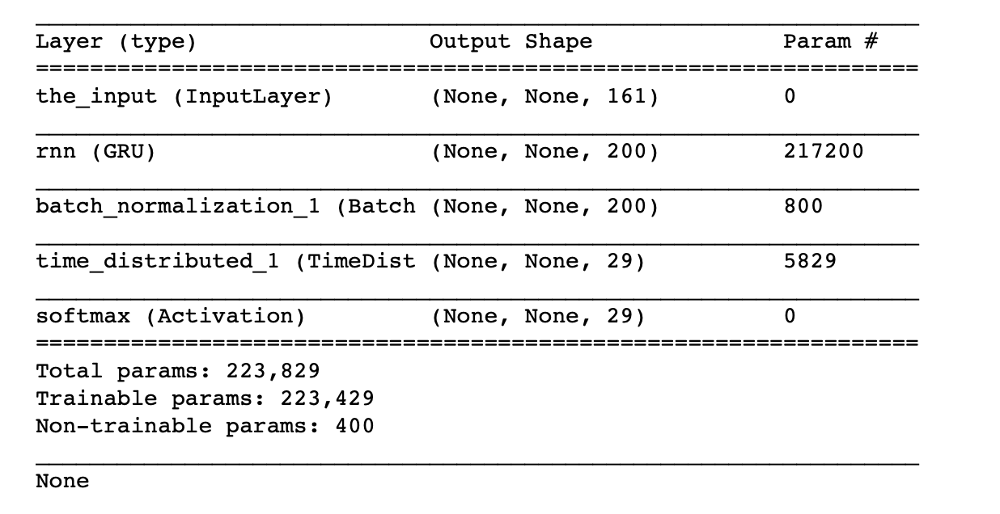 Layer (type) Output Shape Param #
=================================================================
the_input (InputLayer) (None, None, 161) 0
_________________________________________________________________
rnn (GRU) (None, None, 200) 217200
_________________________________________________________________
batch_normalization_1 (Batch (None, None, 200) 800
_________________________________________________________________
time_distributed_1 (TimeDist (None, None, 29) 5829
_________________________________________________________________
softmax (Activation) (None, None, 29) 0
=================================================================
Total params: 223,829
Trainable params: 223,429
Non-trainable params: 400
_________________________________________________________________
None